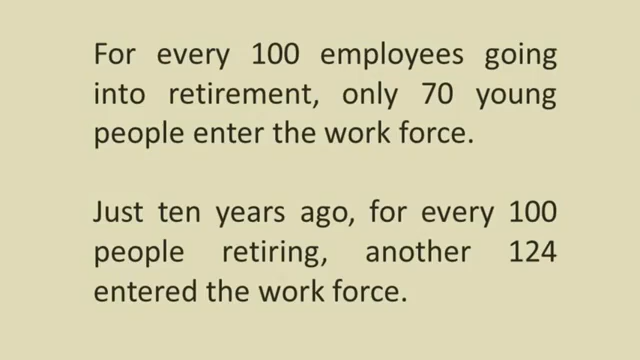 For every 100 employees going
into retirement, only 70 young
people enter the work force.
Just ten years ago, for every 100
people retiring, another 124
entered the work force.